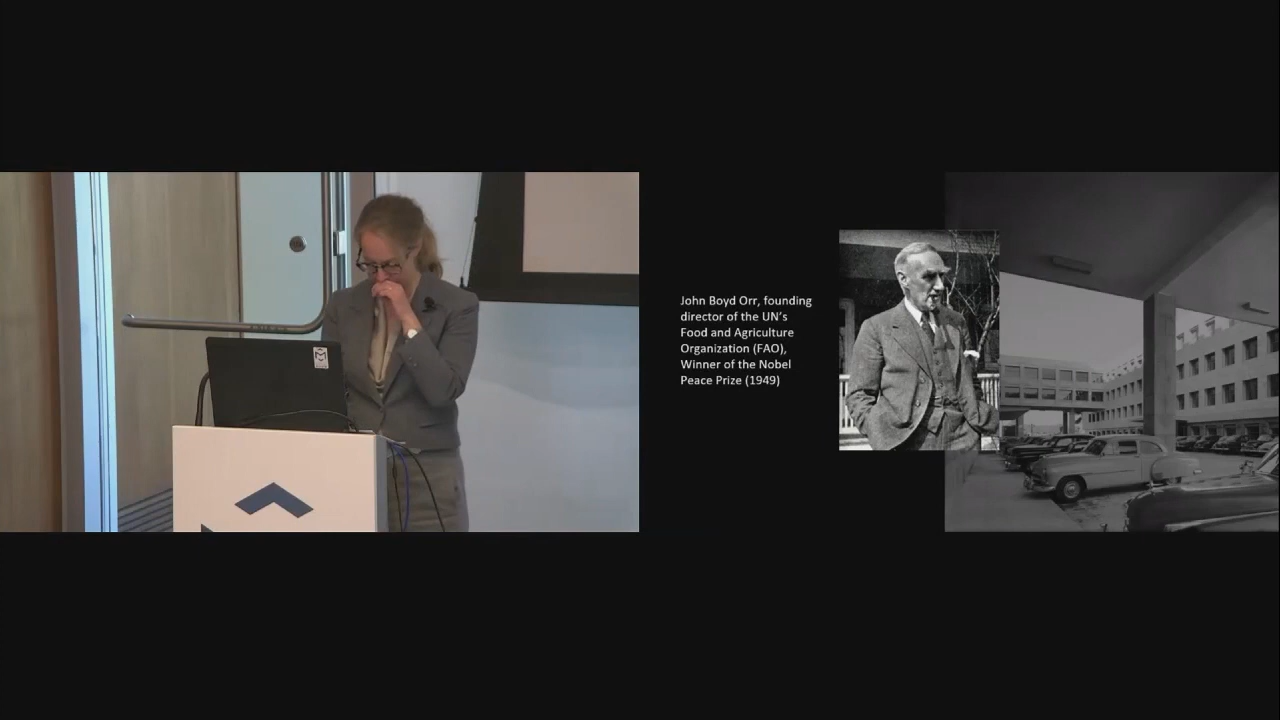 John Boyd Orr, founding
director of the UN's
Food and Agriculture
Organization (FAO),
Winner of the Nobel
Peace Prize (1949)